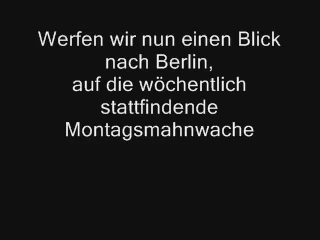 Werfen wir nun einen Blick
nach Berlin,
auf die wöchentlich
stattfindende
Montagsmahnwache